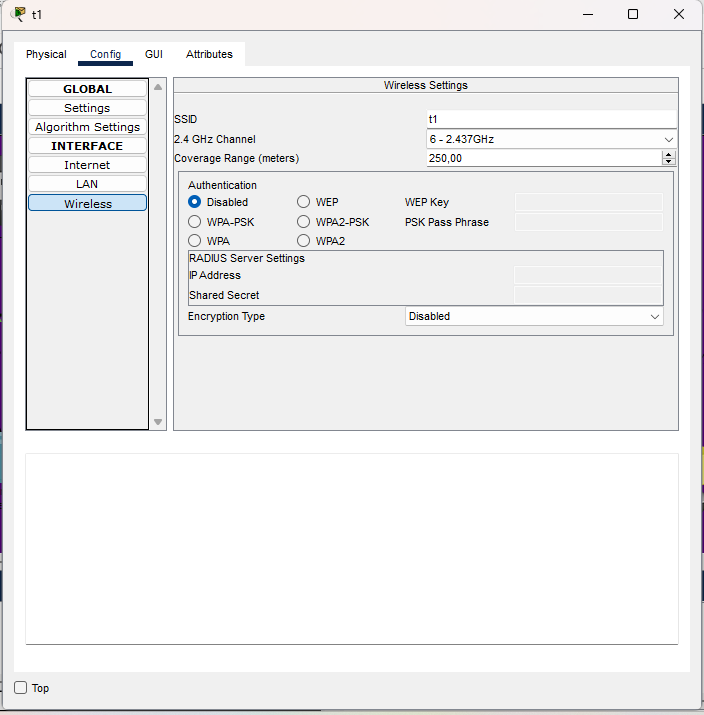 t1
Physical Config GUI Attributes
GLOBAL
Settings
Algorithm Settings
INTERFACE
Internet
LAN
Wireless
Wireless Settings
SSID t1
2.4 GHz Channel 6 - 2.437GHz
Coverage Range (meters) 250,00
Authentication
Disabled WEP WEP Key
WPA-PSK WPA2-PSK PSK Pass Phrase
WPA WPA2
RADIUS Server Settings
IP Address
Shared Secret
Encryption Type Disabled
Top